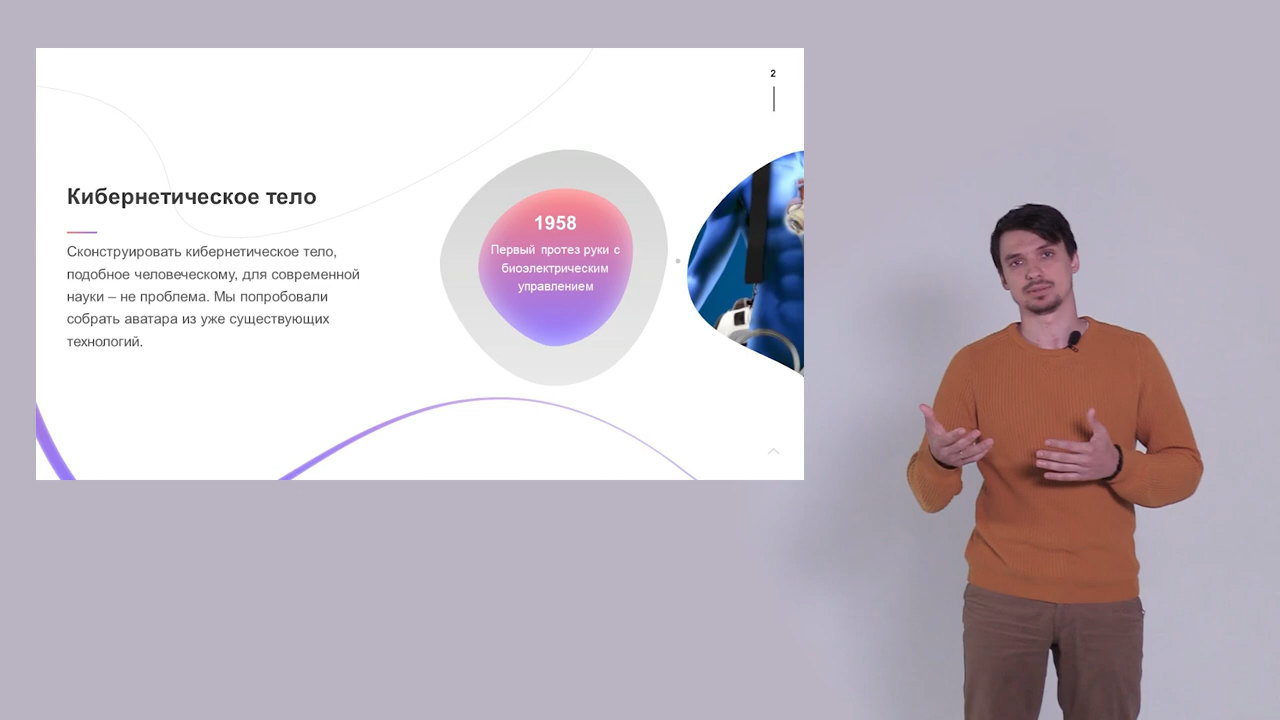 2
Кибернетическое тело
Сконструировать кибернетическое тело,
подобное человеческому, для современной
науки – не проблема. Мы попробовали
собрать аватара из уже существующих
технологий.
1958
Первый протез руки с
биоэлектрическим
управлением